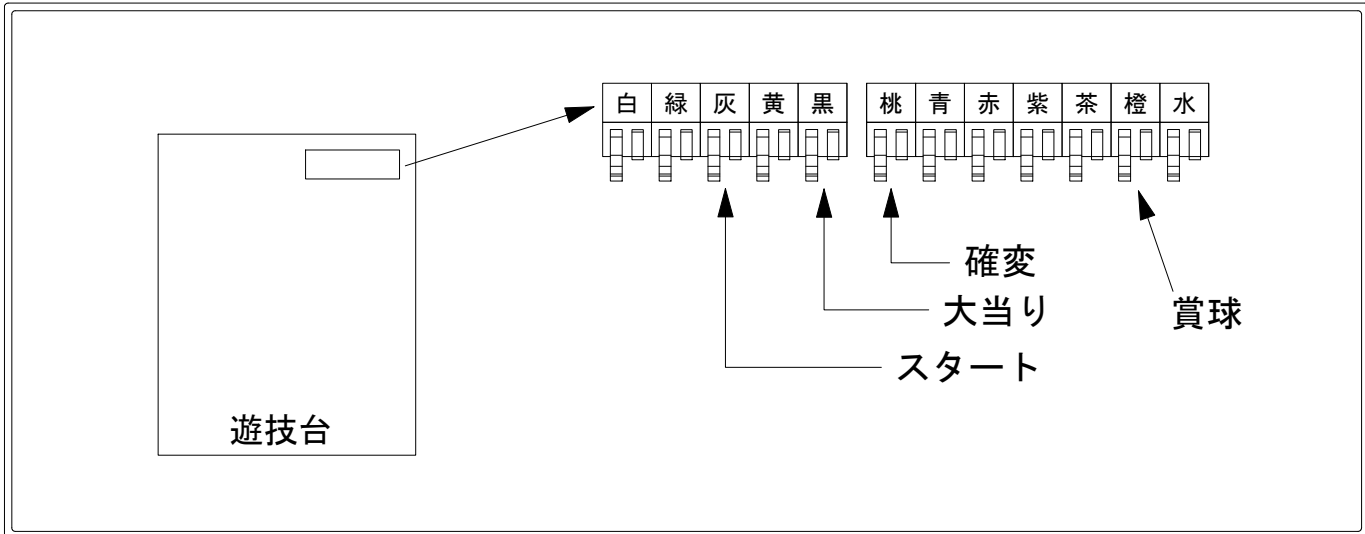 白 緑 灰 黄 黒 桃 青 赤 紫 茶 橙 水
確変
大当り
賞球
スタート
遊技台